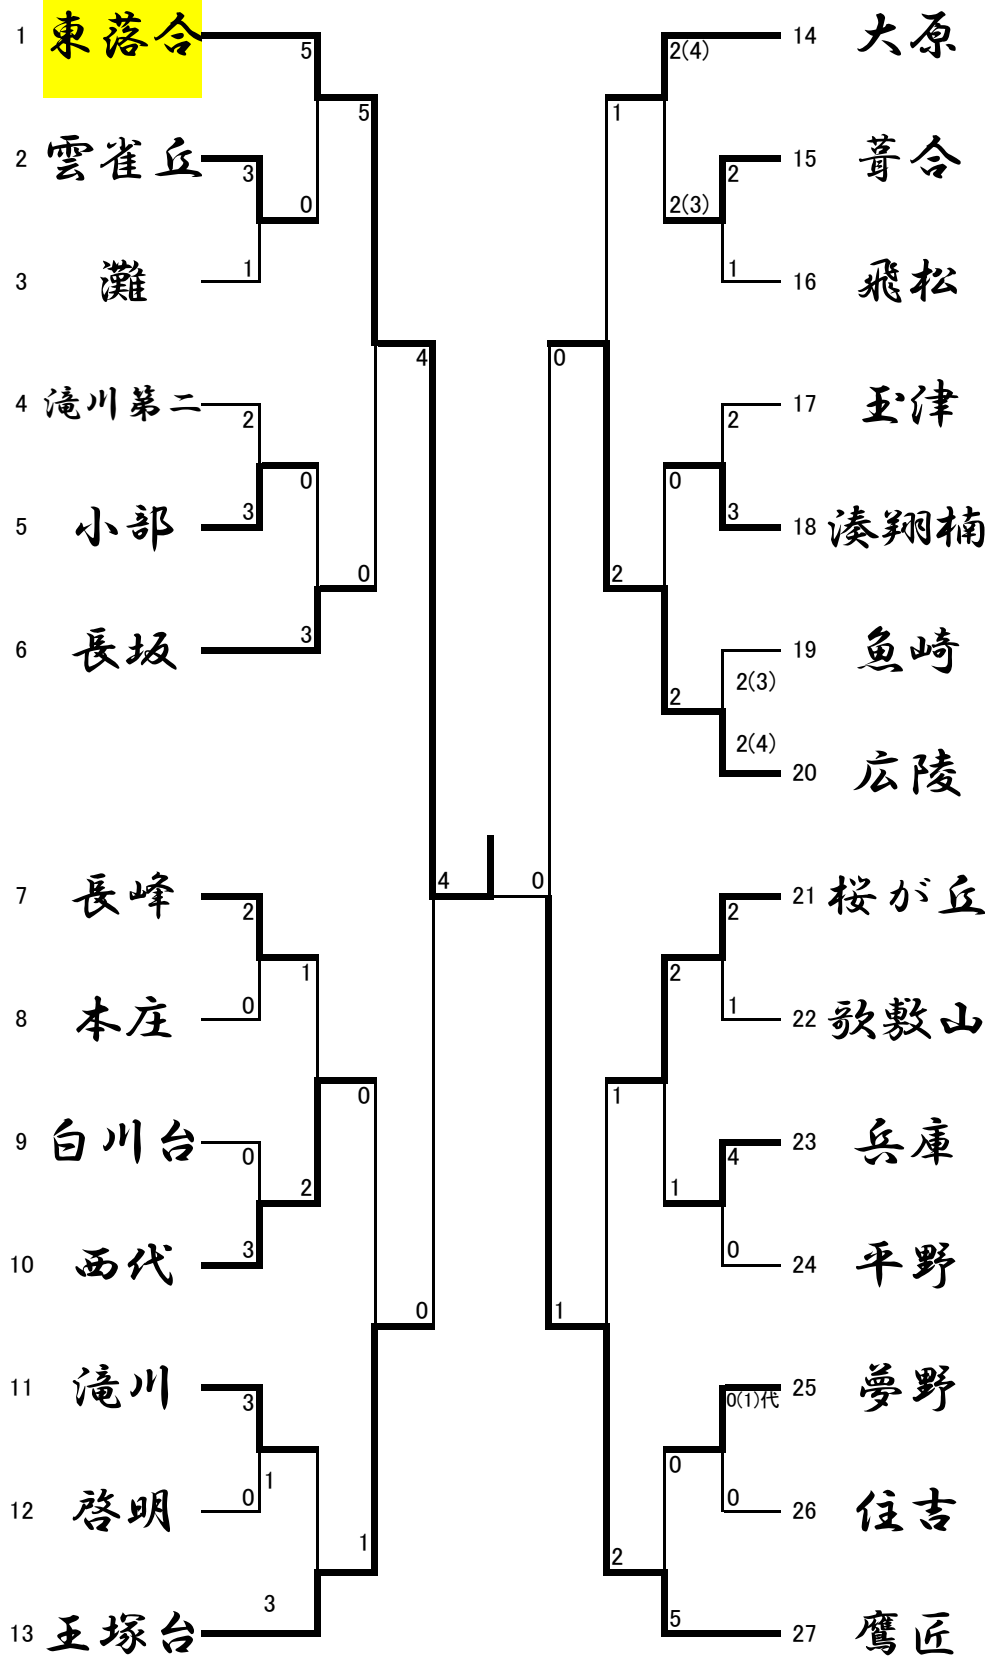 1 東落合
5
5
2 雲雀丘
3
0
3 灘
1
4 滝川第二
2
4
0
5 小部
3
0
6 長坂
3
7 長峰
2
4
1
8 本庄
0
9 白川台
0
0
2
10 西代
3
0
11 滝川
3
1
12 啓明
0
1
3
13 王塚台
14 大原
2(4)
1
15 葺合
2
2(3)
16 飛松
1
0
17 玉津
2
0
18 湊翔楠
3
2
19 魚崎
2(3)
2
2(4)
20 広陵
0
21 桜が丘
2
2
22 歌敷山
1
1
23 兵庫
4
1
24 平野
0
1
25 夢野
0(1)代
0
26 住吉
0
2
5
27 鷹匠